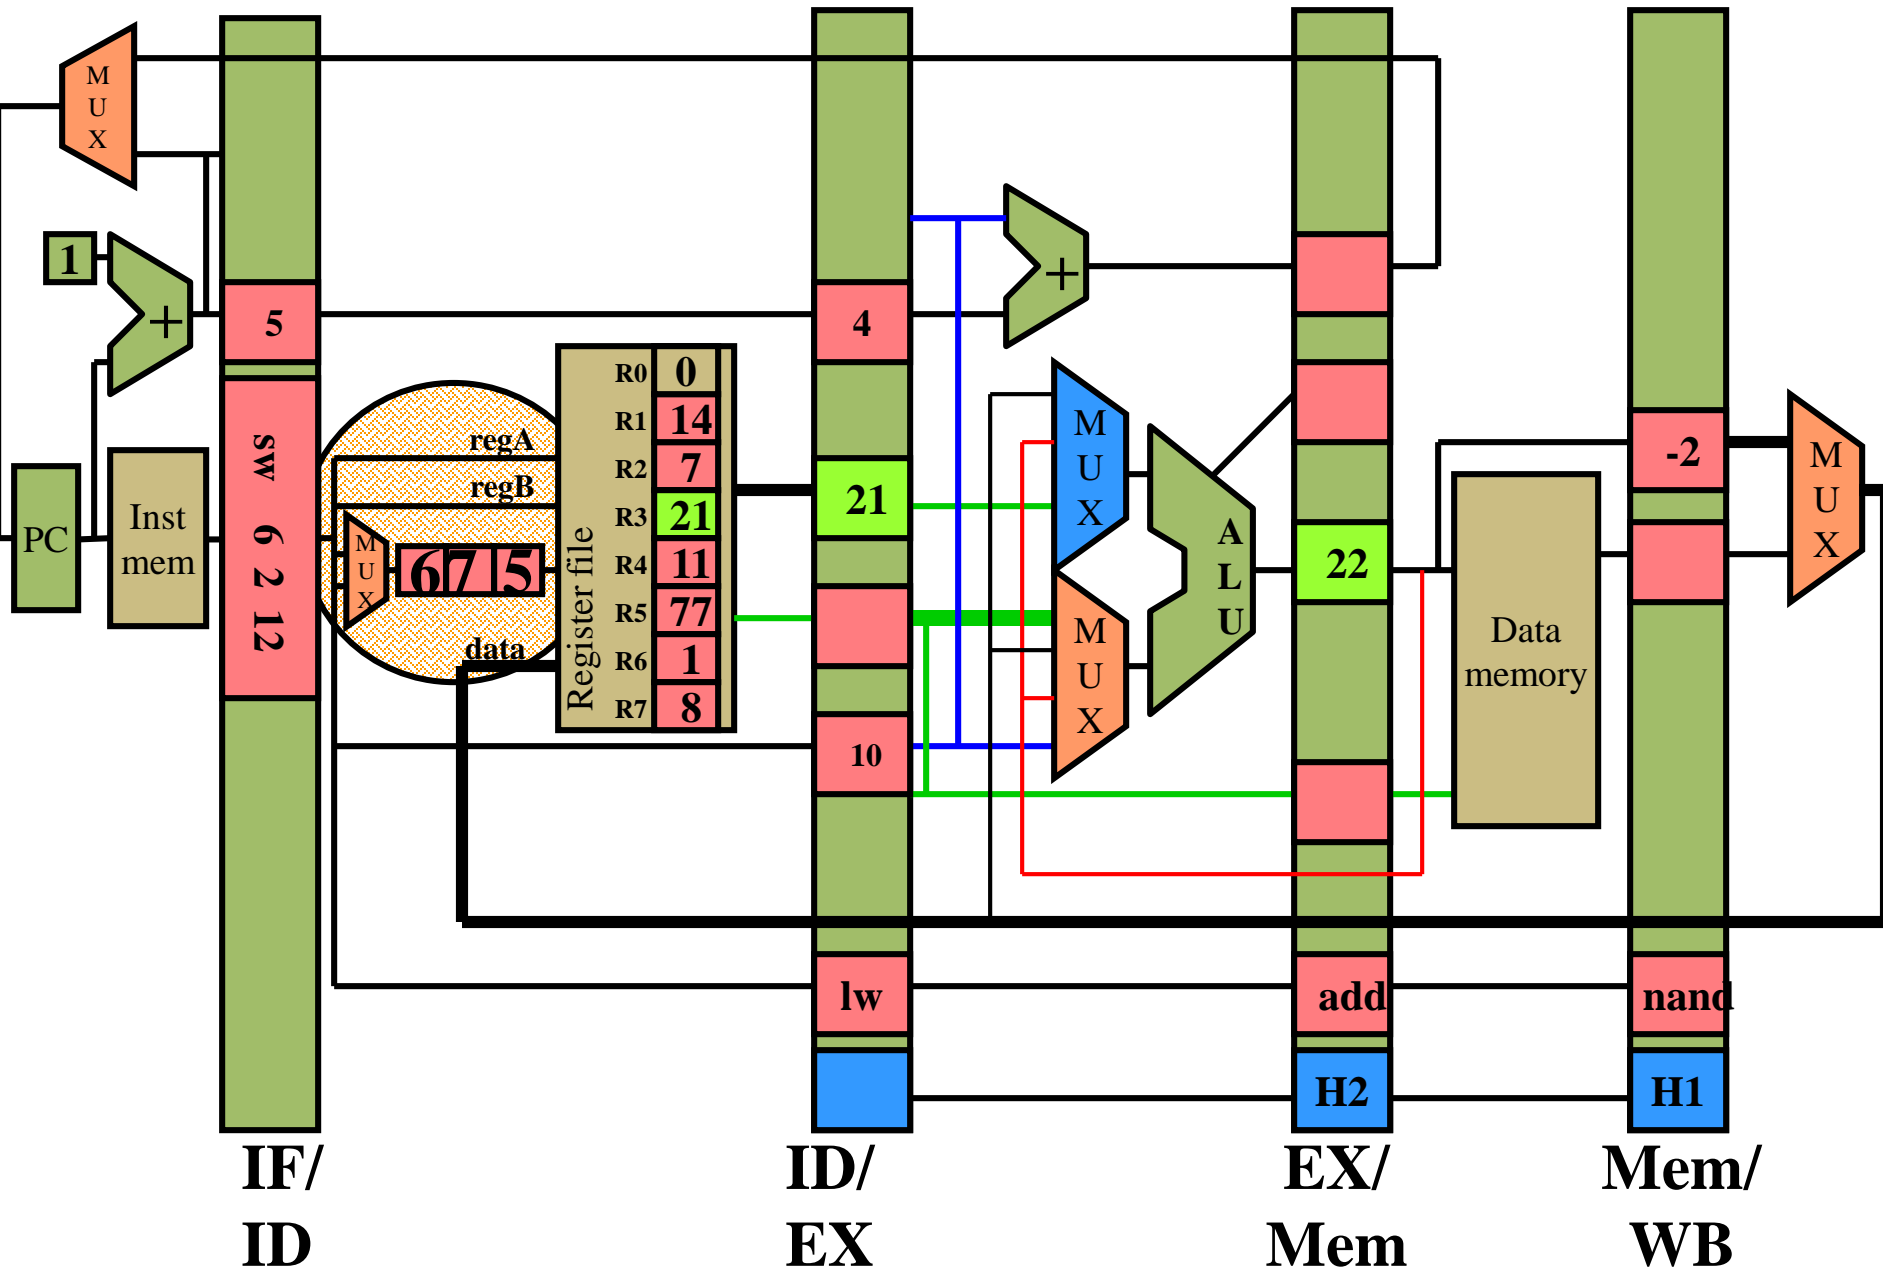 M
U
X
1
+
5
PC
Inst
mem
sw 6 2 12
regA
regB
M
U
X
6 7 5
data
Register file
R0 0
R1 14
R2 7
R3 21
R4 11
R5 77
R6 1
R7 8
4
21
10
lw
+
M
U
X
M
U
X
A
L
U
22
add
H2
Data
memory
-2
nand
H1
M
U
X
IF/
ID
ID/
EX
EX/
Mem
Mem/
WB